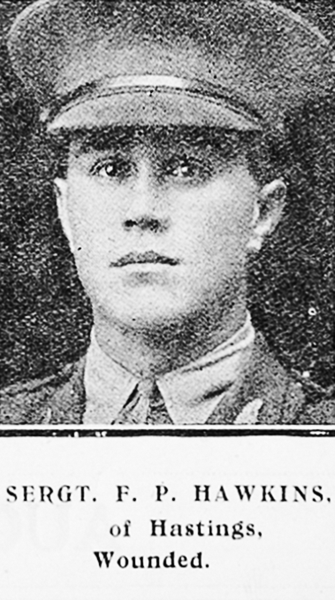 SERGT. F. P. HAWKINS,
of Hastings,
Wounded.